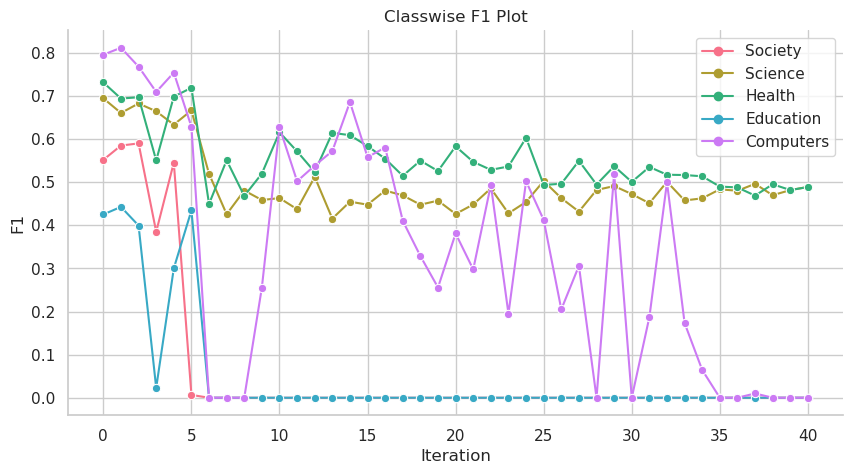 Classwise F1 Plot
Society
Science
Health
Education
Computers
F1
0.8
0.7
0.6
0.5
0.4
0.3
0.2
0.1
0.0
0 5 10 15 20 25 30 35 40
Iteration